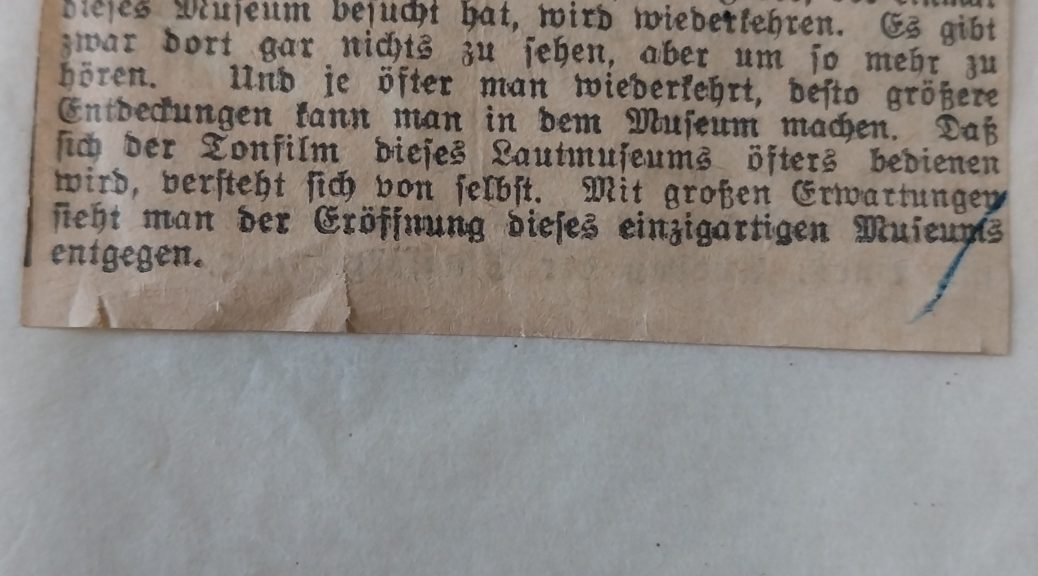 dieses Museum besucht hat, wird wiederkehren. Es gibt
zwar dort gar nichts zu sehen, aber um so mehr zu
hören. Und je öfter man wiederkehrt, desto größere
Entdeckungen kann man in dem Museum machen. Daß
sich der Tonfilm dieses Lautmuseums öfters bedienen
wird, versteht sich von selbst. Mit großen Erwartungen
sieht man der Eröffnung dieses einzigartigen Museums
entgegen.